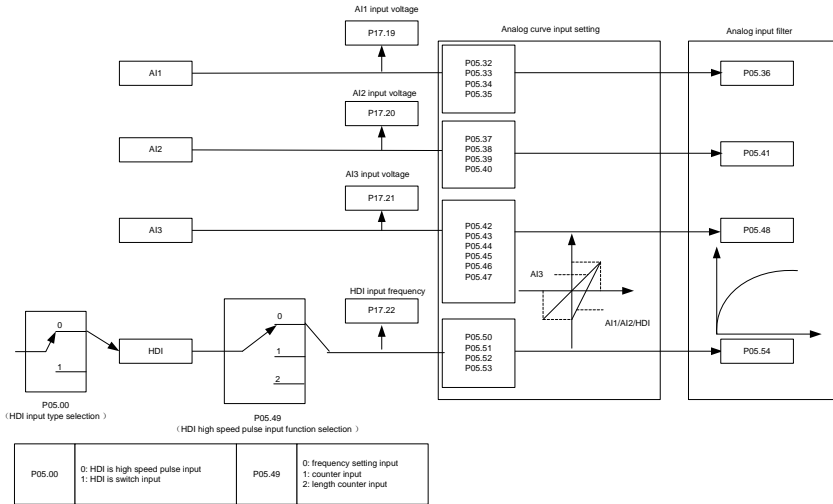 AI1 input voltage
P17.19
Analog curve input setting
Analog input filter
AI1
P05.32
P05.33
P05.34
P05.35
P05.36
AI2 input voltage
P17.20
AI2
P05.37
P05.38
P05.39
P05.40
P05.41
AI3 input voltage
P17.21
AI3
P05.42
P05.43
P05.44
P05.45
P05.46
P05.47
P05.48
AI3
AI1/AI2/HDI
HDI input frequency
P17.22
0
1
HDI
0
1
2
P05.50
P05.51
P05.52
P05.53
P05.54
P05.00
（HDI input type selection）
P05.49
（HDI high speed pulse input function selection）
P05.00
0: HDI is high speed pulse input
1: HDI is switch input
P05.49
0: frequency setting input
1: counter input
2: length counter input